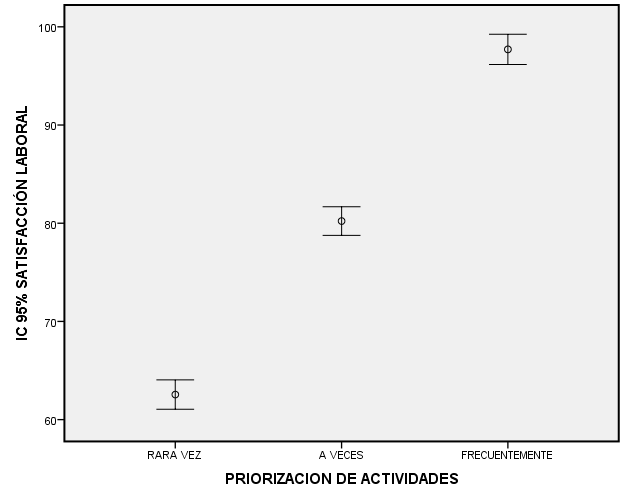 100
90
80
70
60
IC 95% SATISFACCIÓN LABORAL
RARA VEZ
A VECES
FRECUENTEMENTE
PRIORIZACION DE ACTIVIDADES